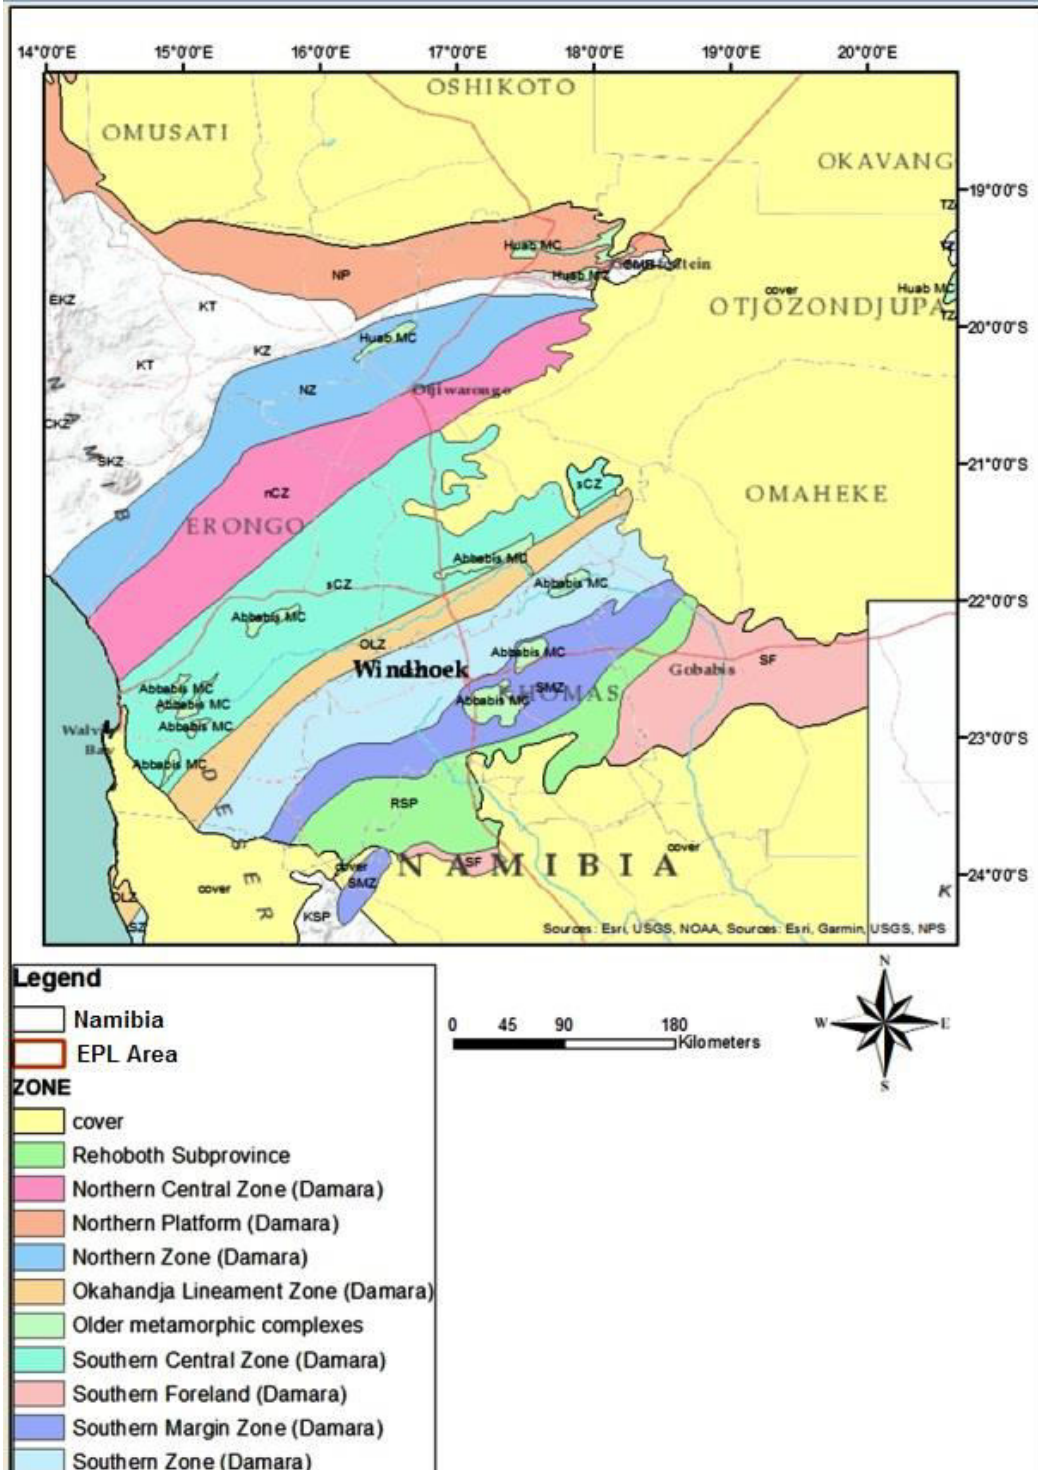 14°0'0"E 15°0'0"E 16°0'0"E 17°0'0"E 18°0'0"E 19°0'0"E 20°0'0"E
OSHIKOTO
OMUSATI
OKAVANG
19°0'0"S
TZ
Huab MC
TZ
NP
Huab MC
cover
Huab MC
EKZ
KT
OTJOZONDJUPA
TZ
20°0'0"S
Huab MC
KZ
KT
NZ
Otjiwarongo
CKZ
SKZ
21°0'0"S
sCZ
nCZ
OMAHEKE
ERONGO
Abbabis MC
sCZ
Abbabis MC
22°0'0"S
Abbabis MC
OLZ
Abbabis MC
Windhoek
SF
Gobabis
Abbabis MC
SMZ
KHOMAS
Abbabis MC
Abbabis MC
Abbabis MC
Walvis
Bay
23°0'0"S
Abbabis MC
RSP
cover
NAMIBIA
SF
cover
SMZ
24°0'0"S
cover
OLZ
KSP
K
SZ
NAMIB
DESER
Sources: Esri, USGS, NOAA, Sources: Esri, Garmin, USGS, NPS
Legend
Namibia
EPL Area
0 45 90 180
Kilometers
N
W E
S
ZONE
cover
Rehoboth Subprovince
Northern Central Zone (Damara)
Northern Platform (Damara)
Northern Zone (Damara)
Okahandja Lineament Zone (Damara)
Older metamorphic complexes
Southern Central Zone (Damara)
Southern Foreland (Damara)
Southern Margin Zone (Damara)
Southern Zone (Damara)